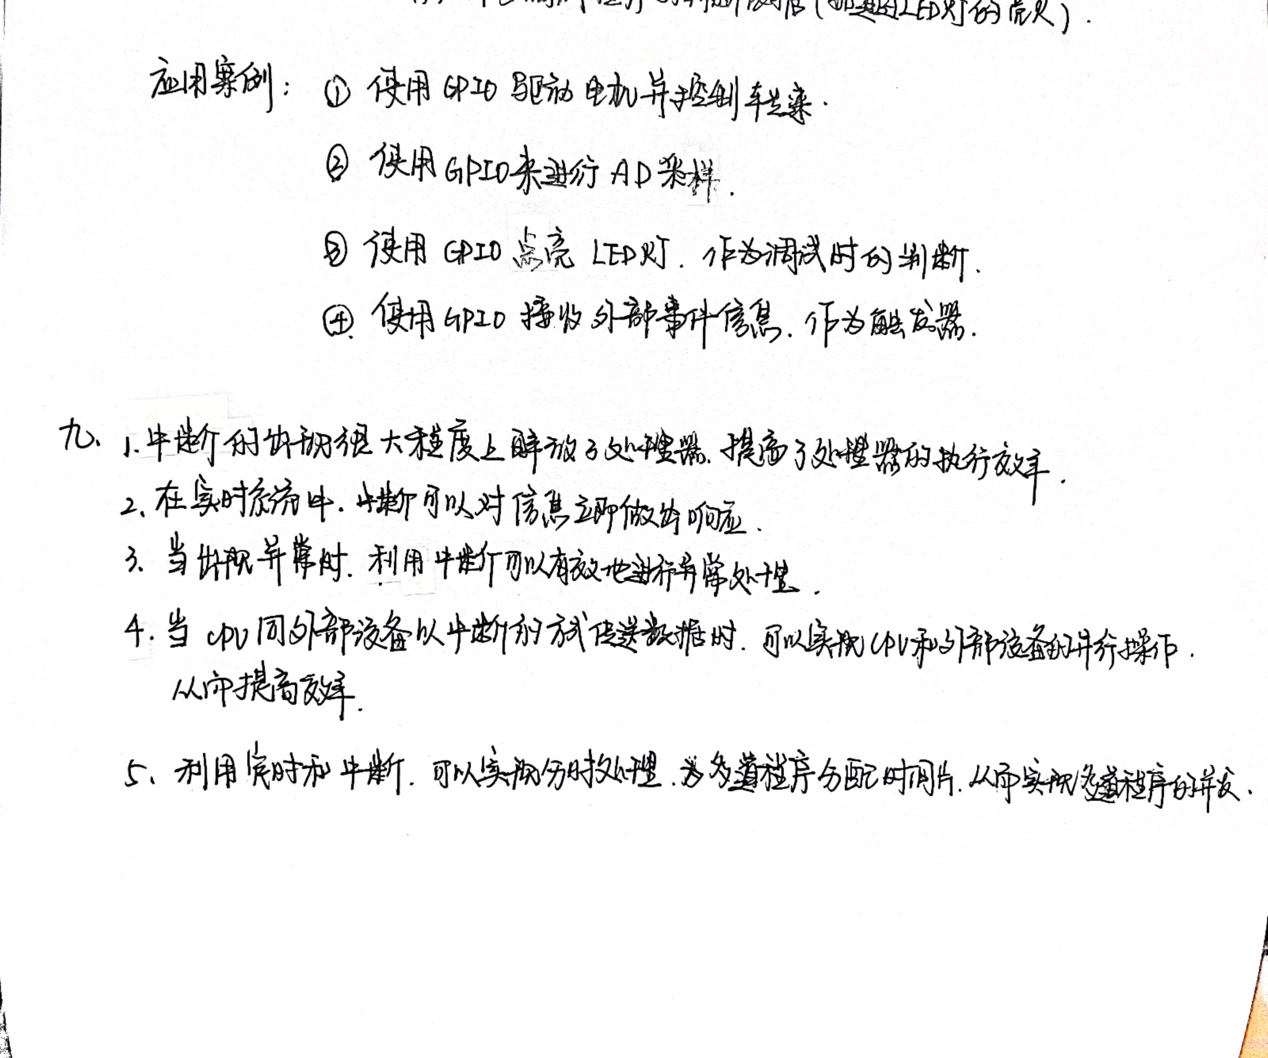 (LED灯的亮灭).
应用案例: ① 使用GPIO驱动电机并控制转速.
② 使用GPIO来进行AD采样.
③ 使用GPIO点亮LED灯. 作为调试时的判断.
④ 使用GPIO接收外部事件信息. 作为触发器.
九、1.中断的出现很大程度上解放了处理器. 提高了处理器的执行效率.
2、在实时系统中. 中断可以对信息立即做出响应.
3、当出现异常时. 利用中断可以有效地进行异常处理.
4.当CPU同外部设备以中断的方式传送数据时. 可以实现CPU和外部设备的并行操作.
从而提高效率.
5、利用定时和中断. 可以实现分时处理. 为多道程序分配时间片. 从而实现多道程序的并发.